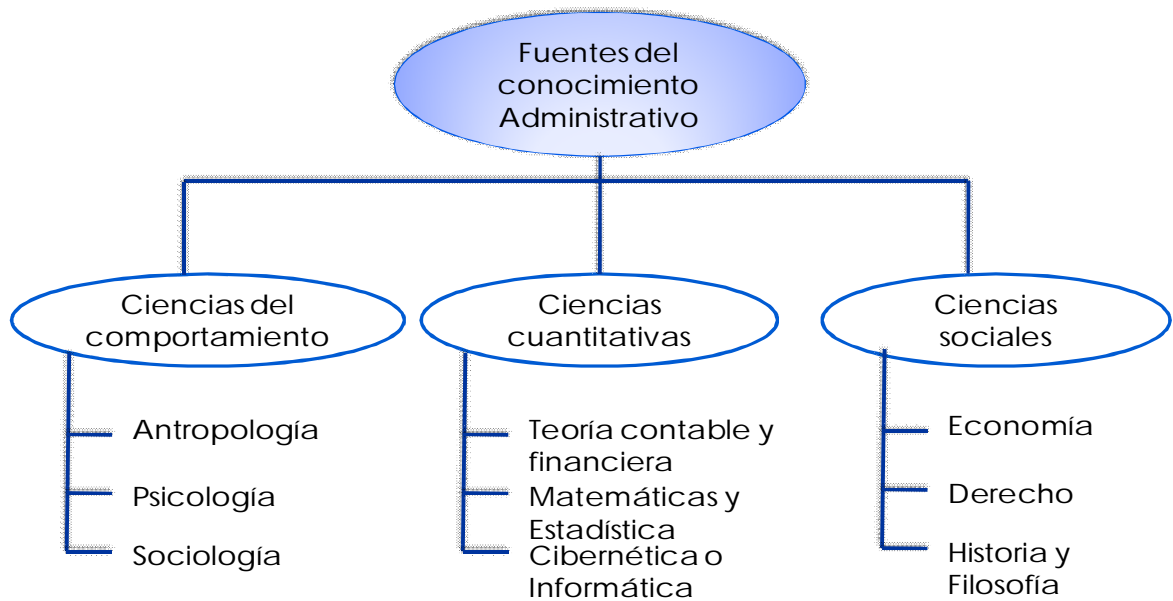 Fuentes del
conocimiento
Administrativo
Ciencias del
comportamiento
Antropología
Psicología
Sociología
Ciencias
cuantitativas
Teoría contable y
financiera
Matemáticas y
Estadística
Cibernética o
Informática
Ciencias
sociales
Economía
Derecho
Historia y
Filosofía